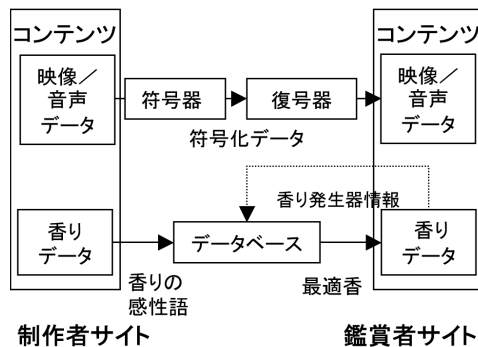 コンテンツ
映像／
音声
データ
符号器
復号器
符号化データ
コンテンツ
映像／
音声
データ
香り発生器情報
香り
データ
データベース
香り
データ
香りの
感性語
最適香
制作者サイト
鑑賞者サイト